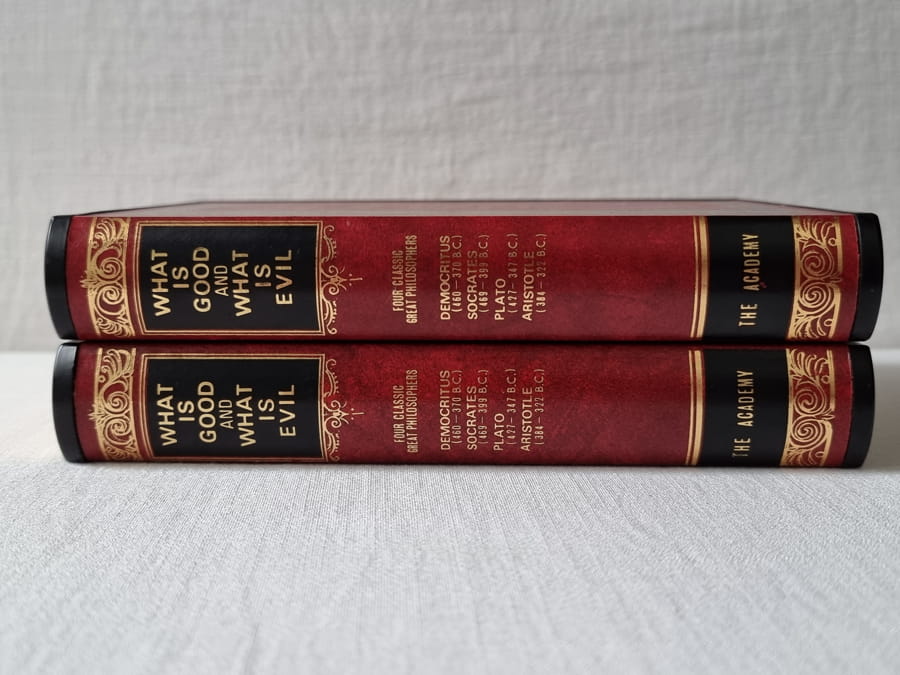 WHAT
IS
GOOD
AND
WHAT
IS
EVIL
FOUR CLASSIC
GREAT PHILOSOPHERS
DEMOCRITUS
(460-370 B.C.)
SOCRATES
(469-399 B.C.)
PLATO
(427-347 B.C.)
ARISTOTLE
(384-322 B.C.)
THE ACADEMY
WHAT
IS
GOOD
AND
WHAT
IS
EVIL
FOUR CLASSIC
GREAT PHILOSOPHERS
DEMOCRITUS
(460-370 B.C.)
SOCRATES
(469-399 B.C.)
PLATO
(427-347 B.C.)
ARISTOTLE
(384-322 B.C.)
THE ACADEMY